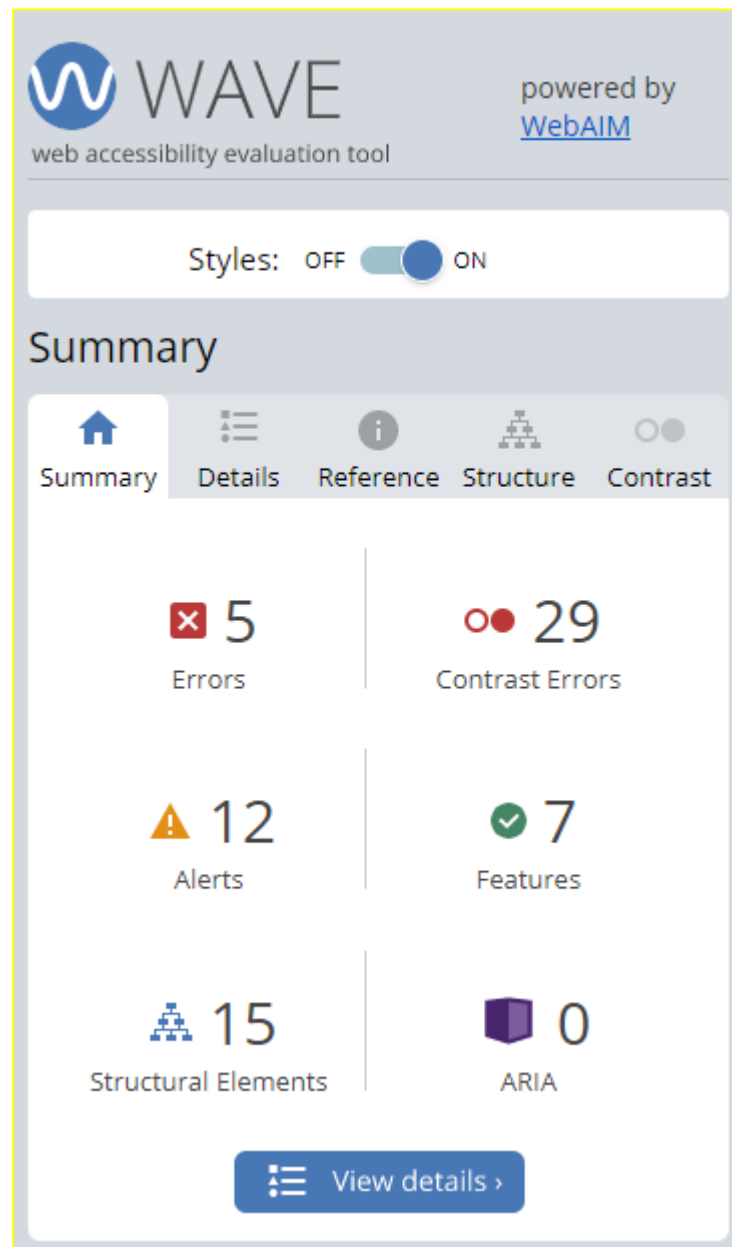 WAVE
web accessibility evaluation tool
powered by
WebAIM
Styles: OFF ON
Summary
Summary Details Reference Structure Contrast
5
Errors
29
Contrast Errors
12
Alerts
7
Features
15
Structural Elements
0
ARIA
View details ›